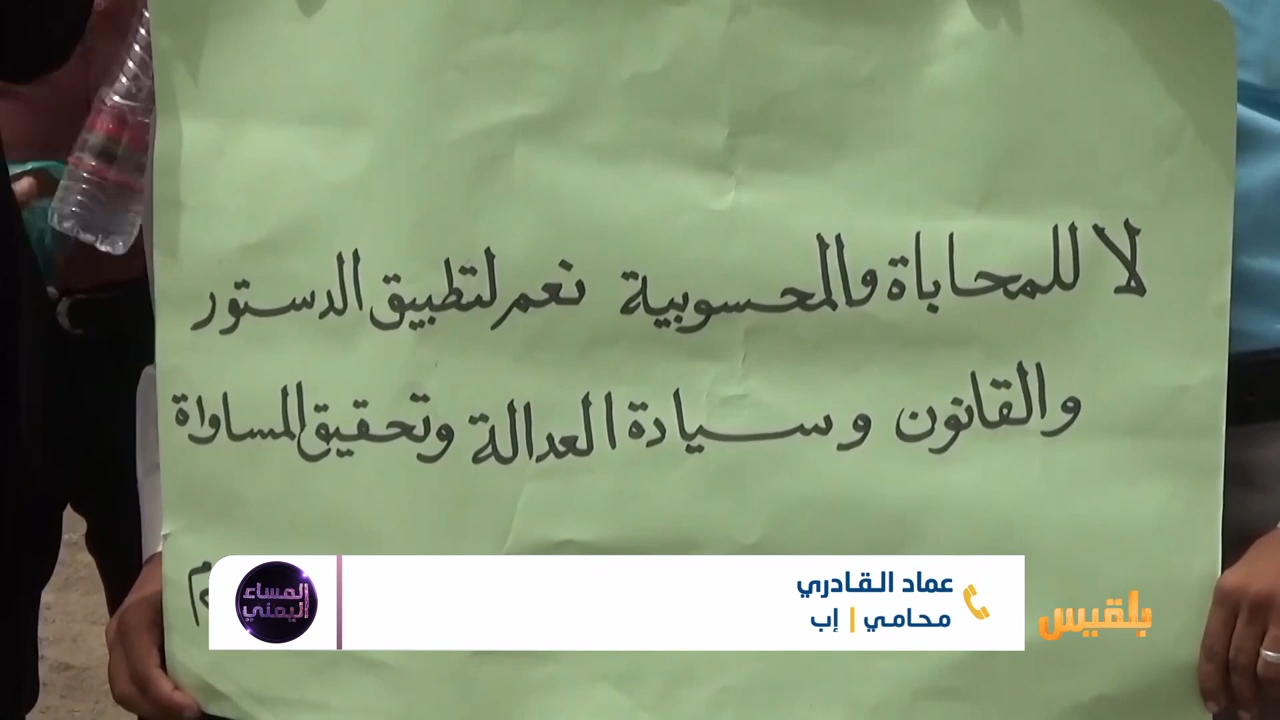 لا للمحاباة والمحسوبية نعم لتطبيق الدستور
والقانون وسيادة العدالة وتحقيق المساواة
عماد القادري
محامي | إب
المساء
اليمني
بلقيس